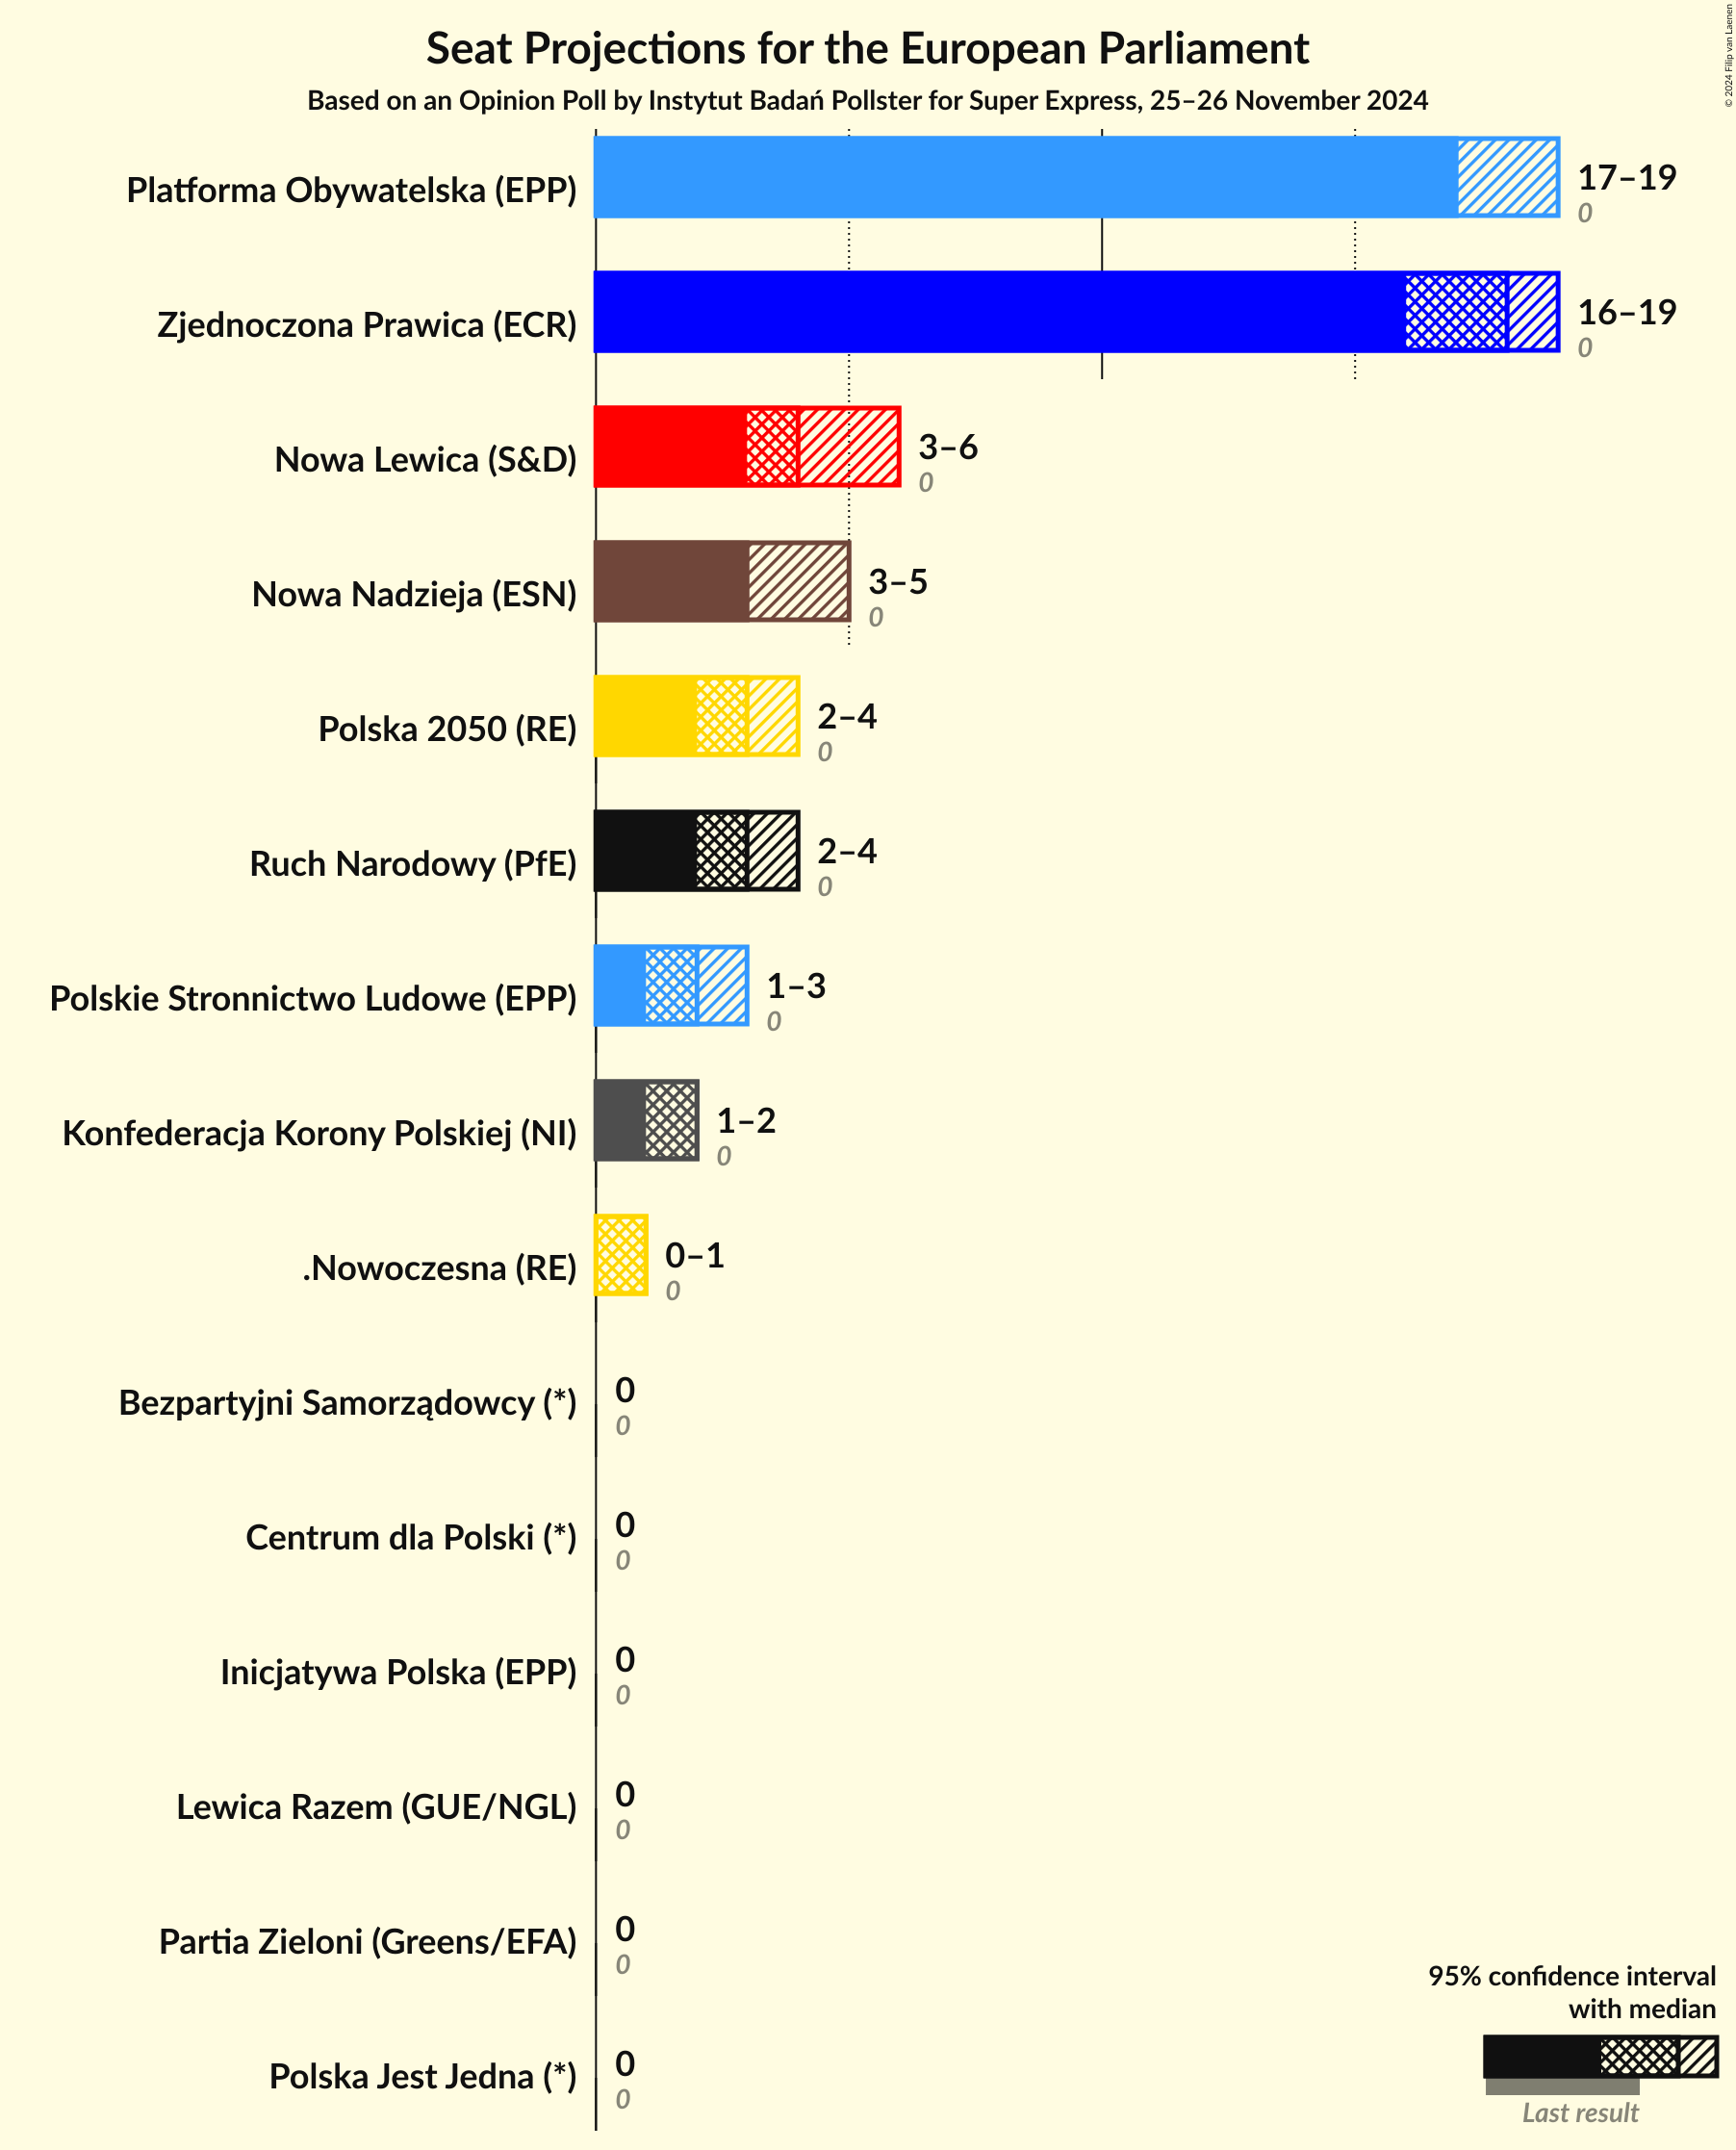 Seat Projections for the European Parliament
Based on an Opinion Poll by Instytut Badań Pollster for Super Express, 25–26 November 2024
© 2024 Filip van Laenen
Platforma Obywatelska (EPP)
17–19
0
Zjednoczona Prawica (ECR)
16–19
0
Nowa Lewica (S&D)
3–6
0
Nowa Nadzieja (ESN)
3–5
0
Polska 2050 (RE)
2–4
0
Ruch Narodowy (PfE)
2–4
0
Polskie Stronnictwo Ludowe (EPP)
1–3
0
Konfederacja Korony Polskiej (NI)
1–2
0
.Nowoczesna (RE)
0–1
0
Bezpartyjni Samorządowcy (*)
0
0
Centrum dla Polski (*)
0
0
Inicjatywa Polska (EPP)
0
0
Lewica Razem (GUE/NGL)
0
0
Partia Zieloni (Greens/EFA)
0
0
Polska Jest Jedna (*)
0
0
95% confidence interval
with median
Last result